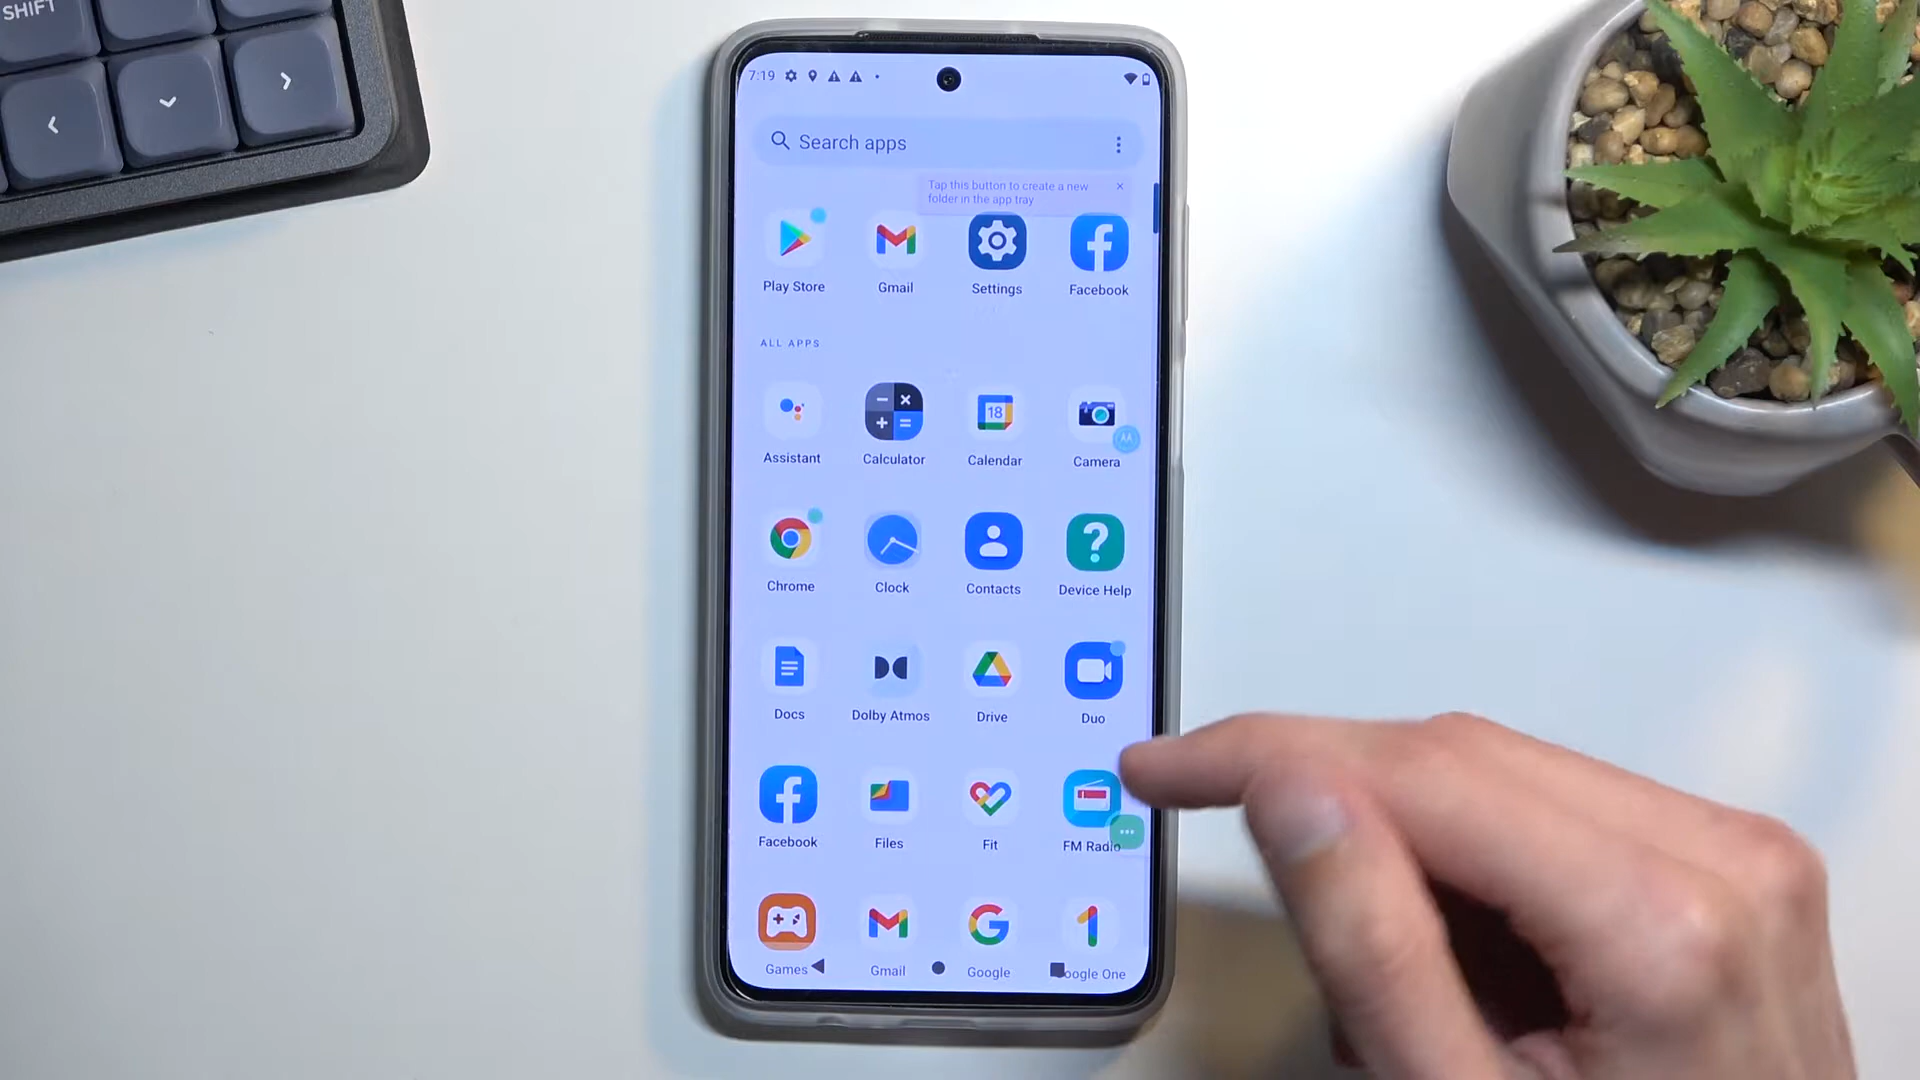 SHIFT
7:19
Search apps
Tap this button to create a new
folder in the app tray
Play Store
Gmail
Settings
Facebook
ALL APPS
18
Assistant
Calculator
Calendar
Camera
Chrome
Clock
Contacts
Device Help
Docs
Dolby Atmos
Drive
Duo
Facebook
Files
Fit
FM Radio
Games
Gmail
Google
oogle One